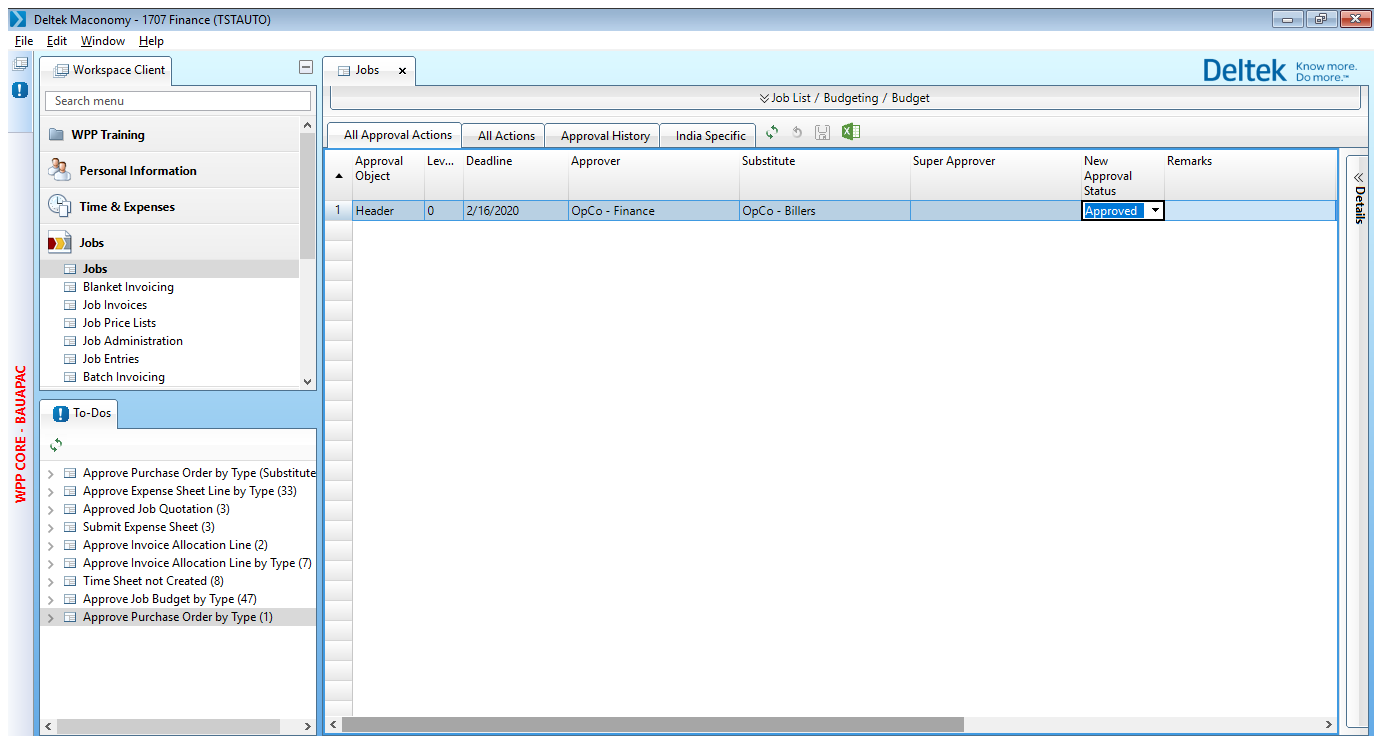 Deltek Maconomy - 1707 Finance (TSTAUTO)
File Edit Window Help
Workspace Client
Search menu
WPP Training
Personal Information
Time & Expenses
Jobs
Jobs
Blanket Invoicing
Job Invoices
Job Price Lists
Job Administration
Job Entries
Batch Invoicing
WPP CORE - BAUAPAC
To-Dos
Approve Purchase Order by Type (Substitute
Approve Expense Sheet Line by Type (33)
Approved Job Quotation (3)
Submit Expense Sheet (3)
Approve Invoice Allocation Line (2)
Approve Invoice Allocation Line by Type (7)
Time Sheet not Created (8)
Approve Job Budget by Type (47)
Approve Purchase Order by Type (1)
Jobs
Deltek Know more. Do more.™
Job List / Budgeting / Budget
All Approval Actions All Actions Approval History India Specific
Approval Object Lev... Deadline Approver Substitute Super Approver New Approval Status Remarks
1 Header 0 2/16/2020 OpCo - Finance OpCo - Billers Approved
Details